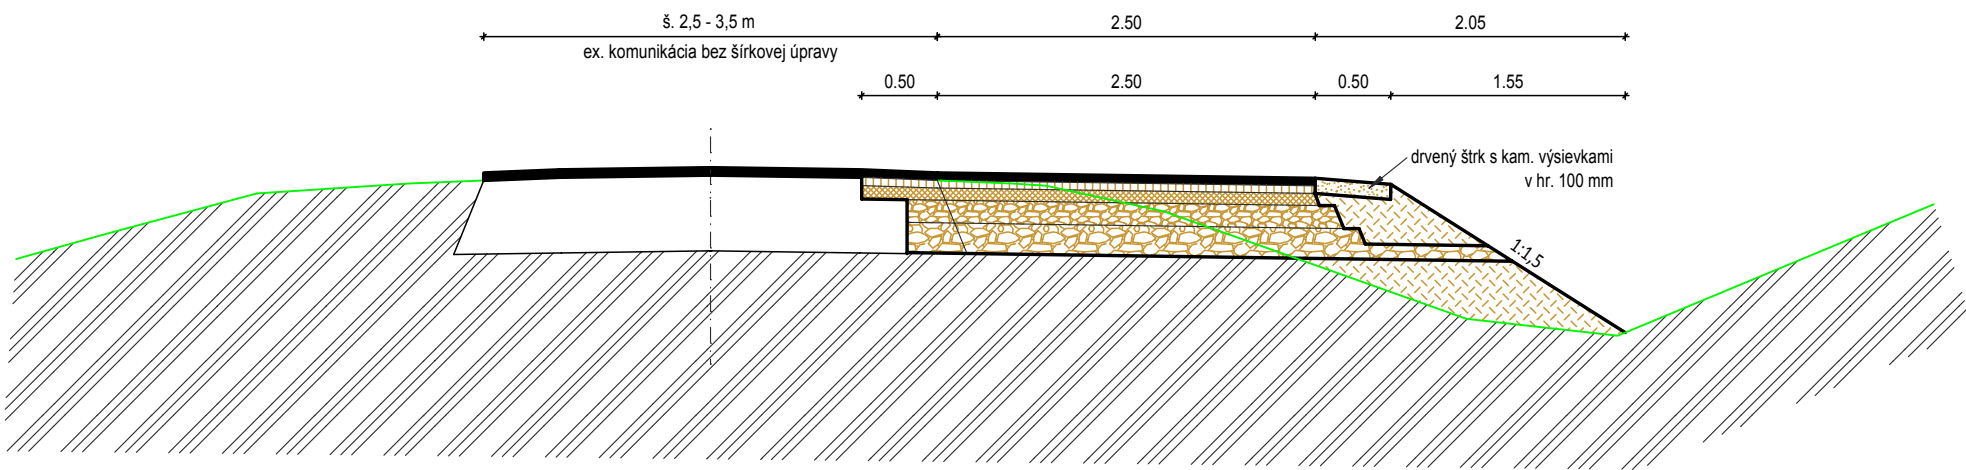 š. 2,5 - 3,5 m
2.50
2.05
ex. komunikácia bez šírkovej úpravy
0.50
2.50
0.50
1.55
drvený štrk s kam. výsievkami
v hr. 100 mm
1:1,5